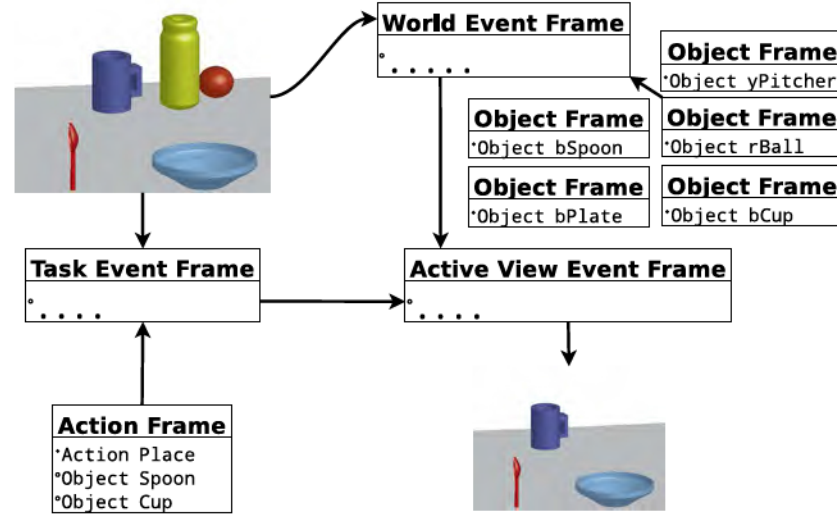 World Event Frame
Object Frame
Object yPitcher
Object Frame
Object bSpoon
Object Frame
Object rBall
Object Frame
Object bPlate
Object Frame
Object bCup
Task Event Frame
Active View Event Frame
Action Frame
Action Place
Object Spoon
Object Cup